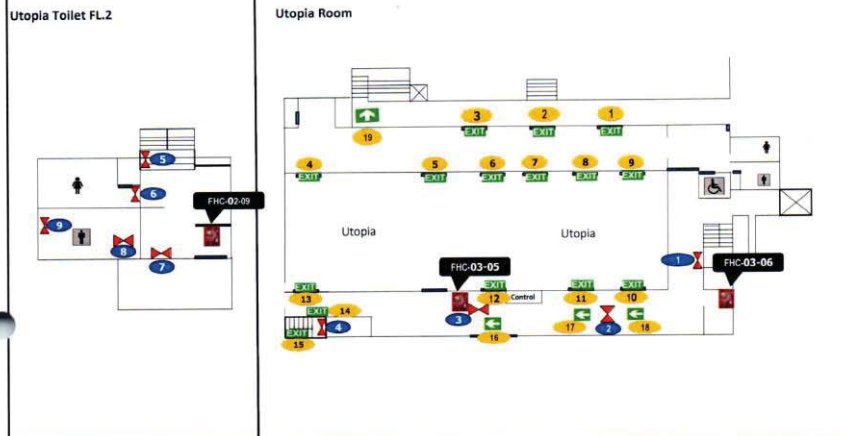 Utopia Toilet FL.2
5
6
FHC-02-09
9
8
7
Utopia Room
3
2
1
EXIT
EXIT
EXIT
19
4
5
6
7
8
9
EXIT
EXIT
EXIT
EXIT
EXIT
EXIT
Utopia
Utopia
1
FHC-03-05
FHC-03-06
EXIT
EXIT
EXIT
EXIT
13
12
Control
11
10
EXIT
14
3
4
17
2
18
EXIT
15
16